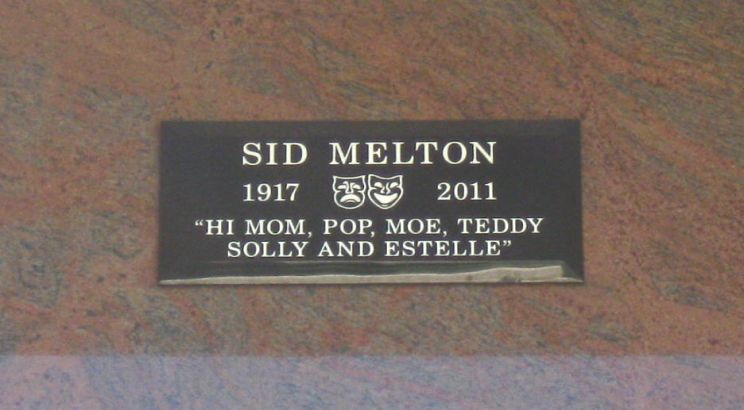 SID MELTON
1917 2011
“HI MOM, POP, MOE, TEDDY
SOLLY AND ESTELLE”